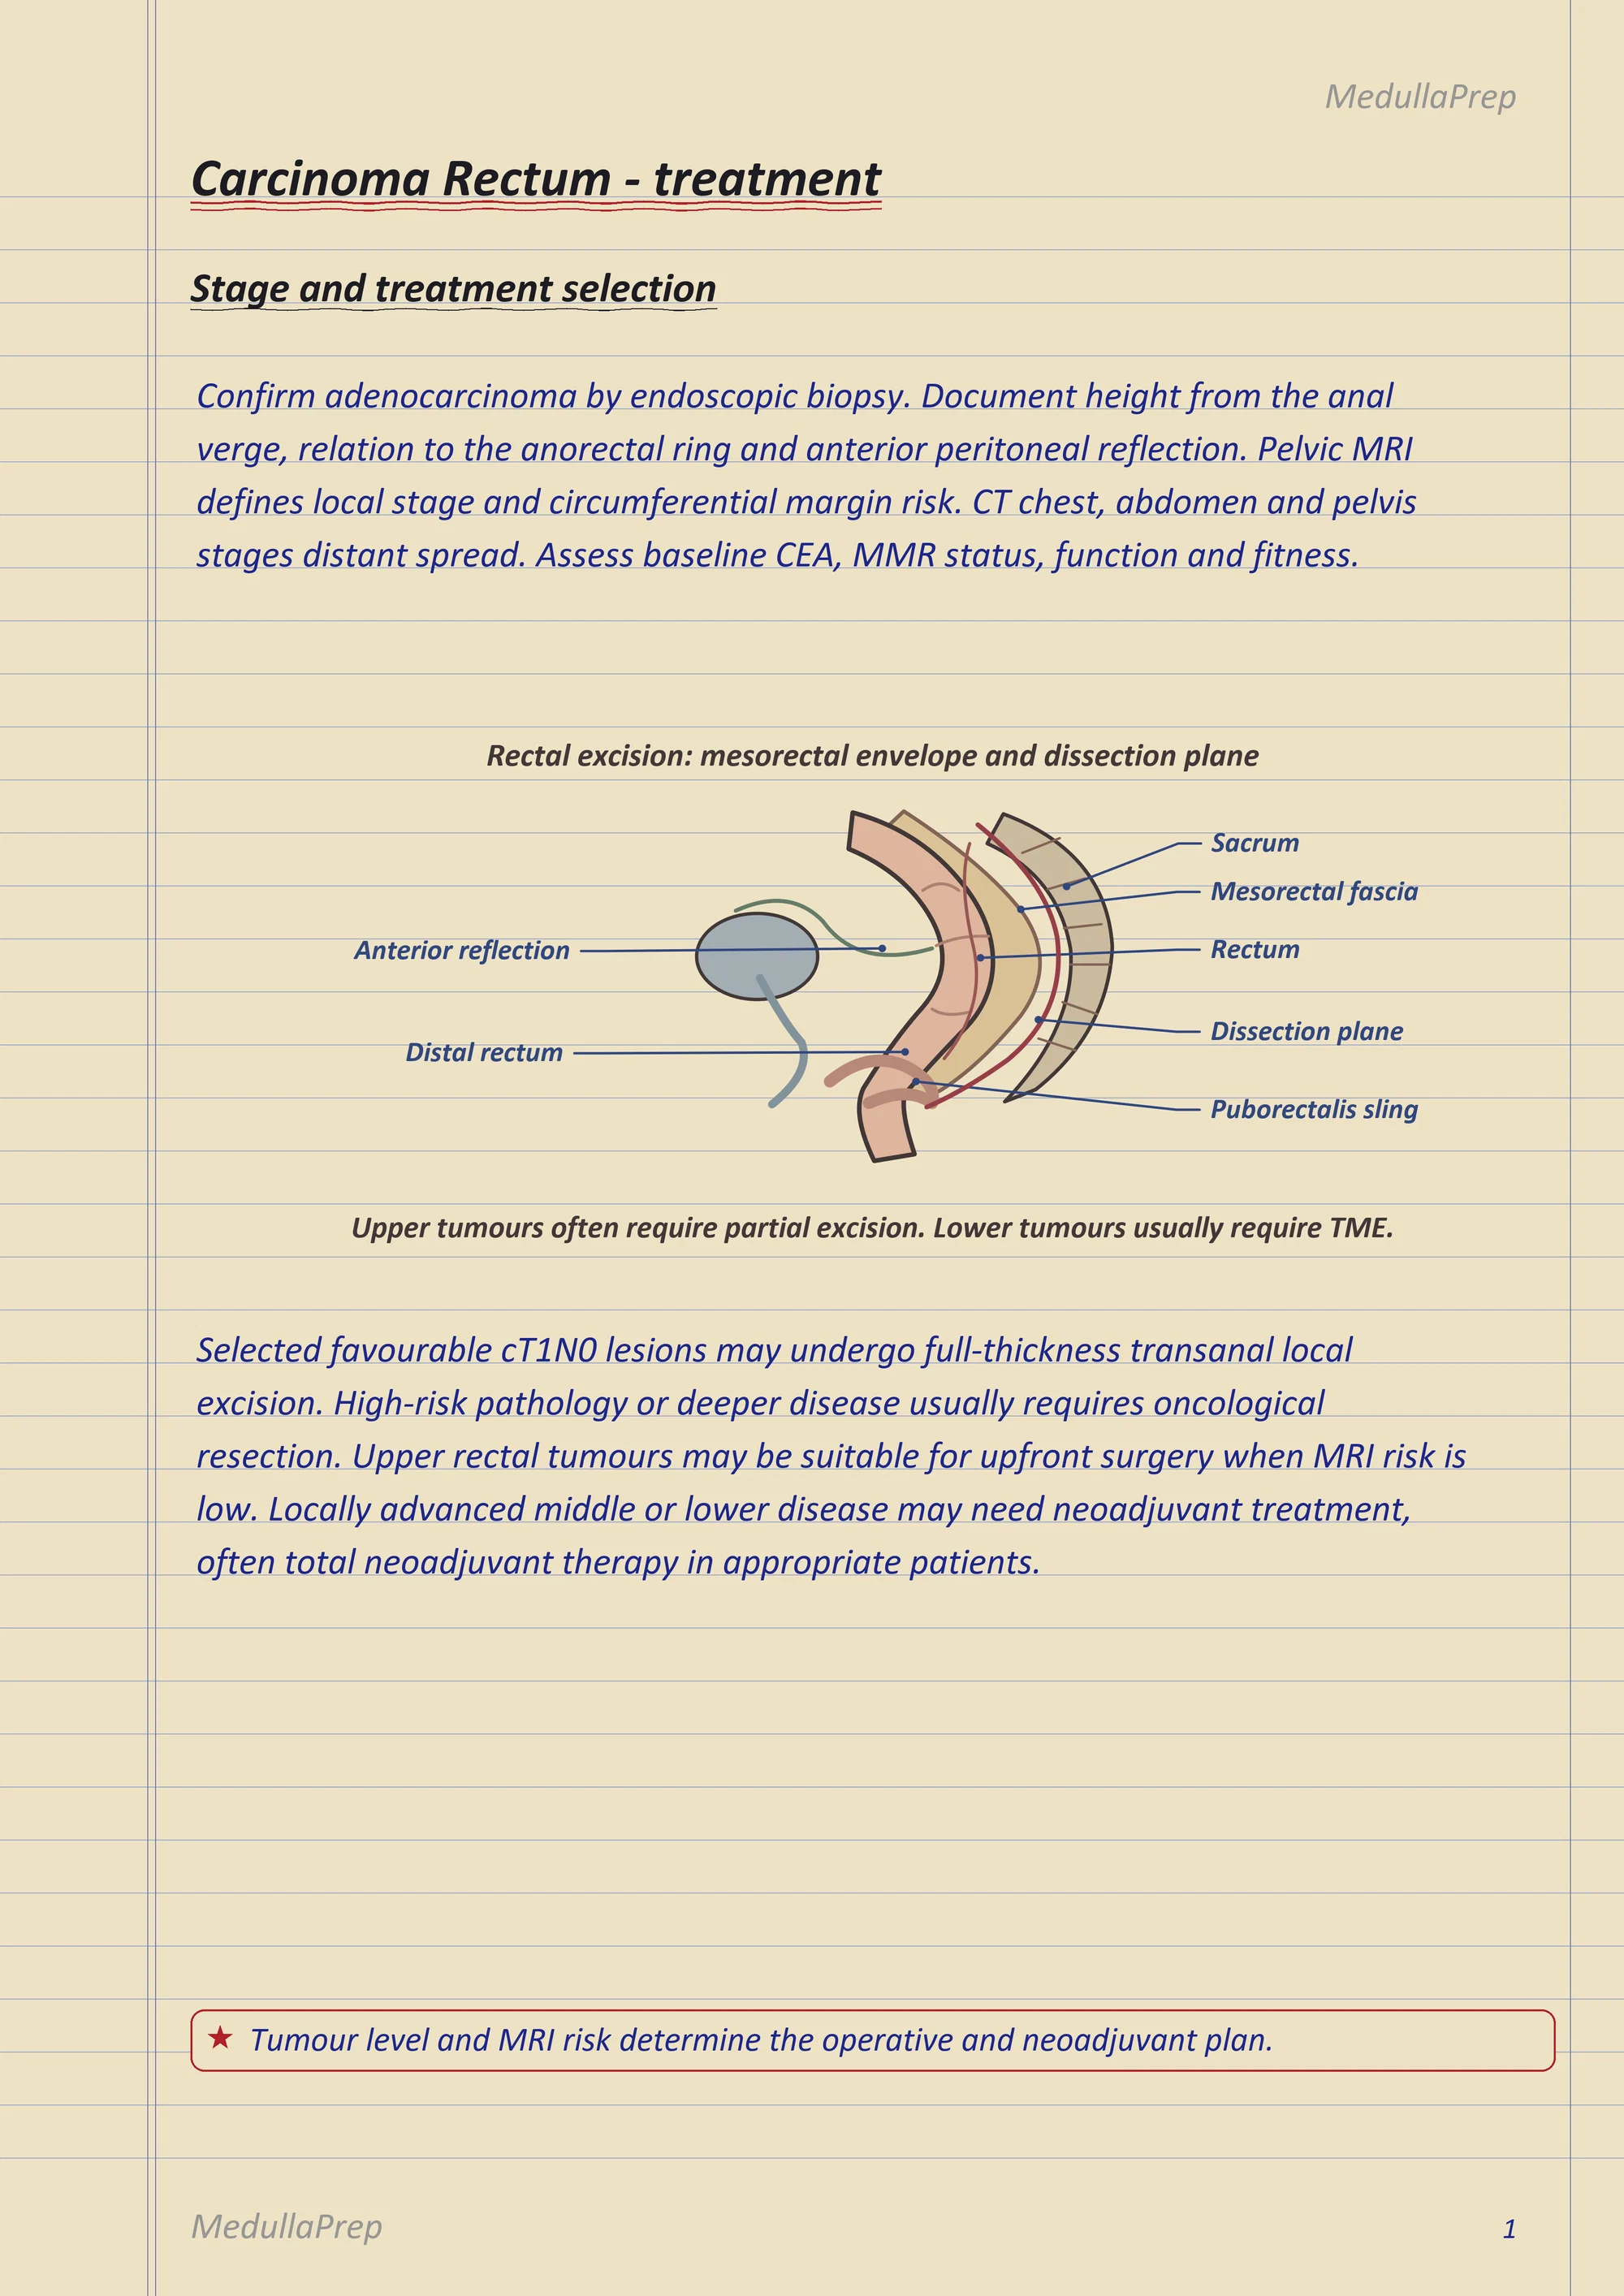 MedullaPrep
Carcinoma Rectum - treatment
Stage and treatment selection
Confirm adenocarcinoma by endoscopic biopsy. Document height from the anal
verge, relation to the anorectal ring and anterior peritoneal reflection. Pelvic MRI
defines local stage and circumferential margin risk. CT chest, abdomen and pelvis
stages distant spread. Assess baseline CEA, MMR status, function and fitness.
Rectal excision: mesorectal envelope and dissection plane
Sacrum
Mesorectal fascia
Anterior reflection
Rectum
Dissection plane
Distal rectum
Puborectalis sling
Upper tumours often require partial excision. Lower tumours usually require TME.
Selected favourable cT1N0 lesions may undergo full-thickness transanal local
excision. High-risk pathology or deeper disease usually requires oncological
resection. Upper rectal tumours may be suitable for upfront surgery when MRI risk is
low. Locally advanced middle or lower disease may need neoadjuvant treatment,
often total neoadjuvant therapy in appropriate patients.
★ Tumour level and MRI risk determine the operative and neoadjuvant plan.
MedullaPrep
1